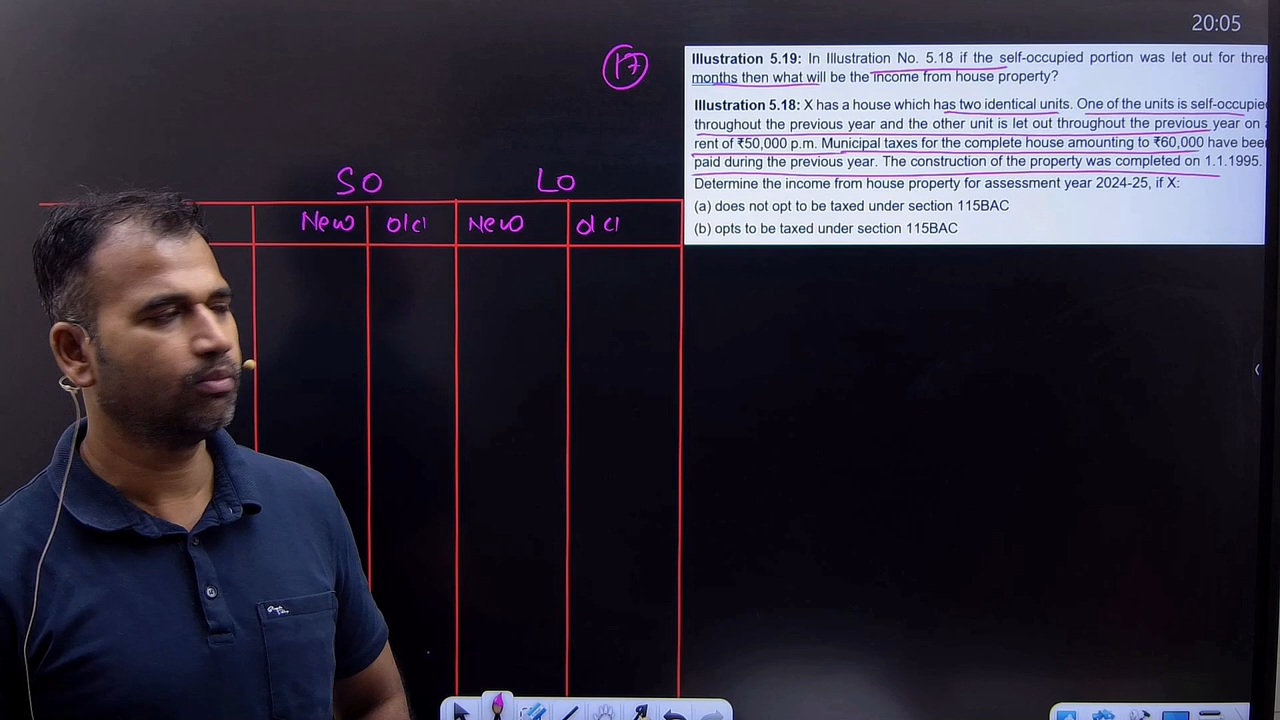 20:05
17
Illustration 5.19: In Illustration No. 5.18 if the self-occupied portion was let out for three
months then what will be the income from house property?
Illustration 5.18: X has a house which has two identical units. One of the units is self-occupie
throughout the previous year and the other unit is let out throughout the previous year on a
rent of ₹50,000 p.m. Municipal taxes for the complete house amounting to ₹60,000 have been
paid during the previous year. The construction of the property was completed on 1.1.1995.
Determine the income from house property for assessment year 2024-25, if X:
(a) does not opt to be taxed under section 115BAC
(b) opts to be taxed under section 115BAC
SO LO
New old New old